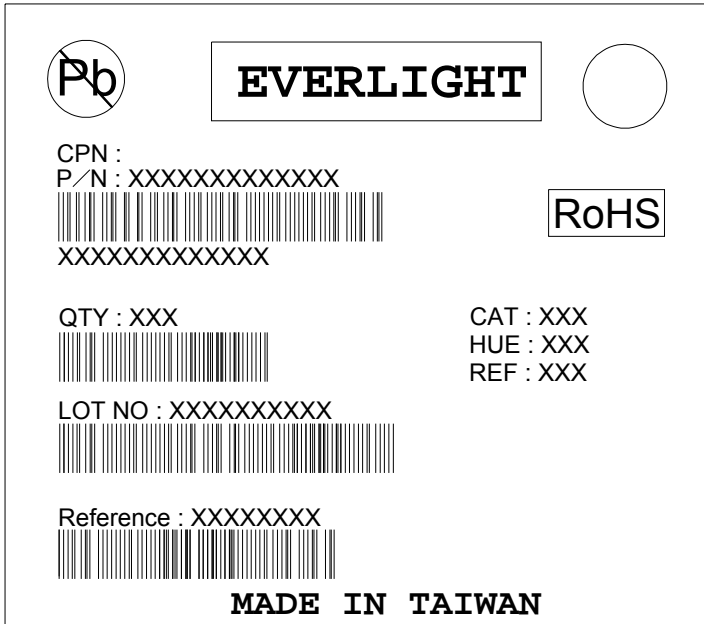 Pb
EVERLIGHT
CPN :
P/N : XXXXXXXXXXXXX
RoHS
XXXXXXXXXXXXX
QTY : XXX
CAT : XXX
HUE : XXX
REF : XXX
LOT NO : XXXXXXXXXX
Reference : XXXXXXXX
MADE IN TAIWAN